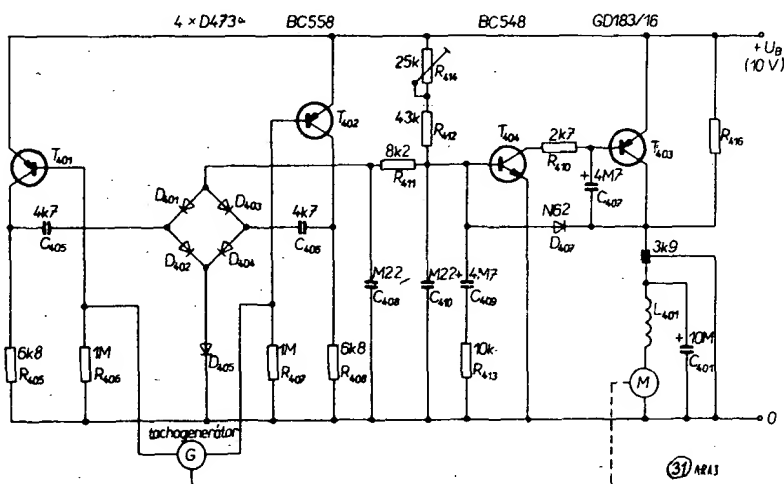 4 × D473
BC558
BC548
GD183/16
+ U_B
(10 V)
25k
R414
T402
43k
R412
T401
T404
2k7
R410
T403
R416
8k2
R411
4M7
C407
D401
D403
4k7
C405
4k7
C406
N62
D407
D402
D404
3k9
M22
C408
M22
C410
4M7
C409
L401
10M
C401
6k8
R405
1M
R406
D405
1M
R407
6k8
R408
10k
R413
M
tachogenerátor
G
0
31